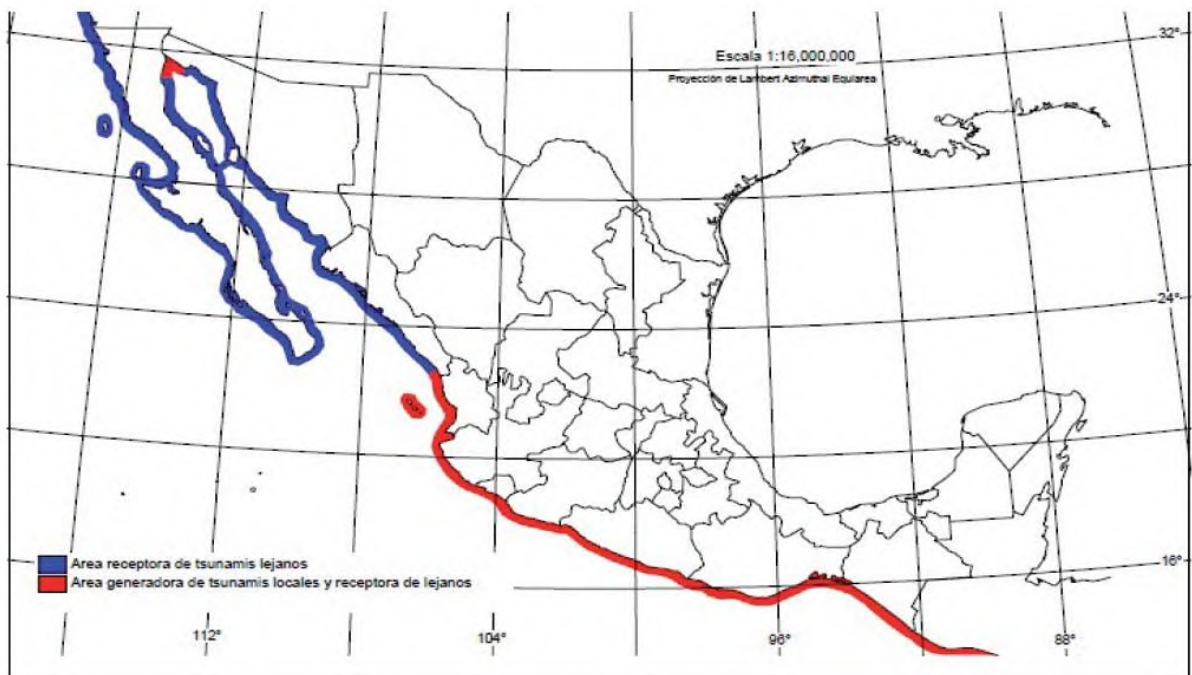 Escala 1:16,000,000
Proyección de Lambert Azimuthal Equiarea
32°
24°
Area receptora de tsunamis lejanos
Area generadora de tsunamis locales y receptora de lejanos
16°
112°
104°
96°
88°